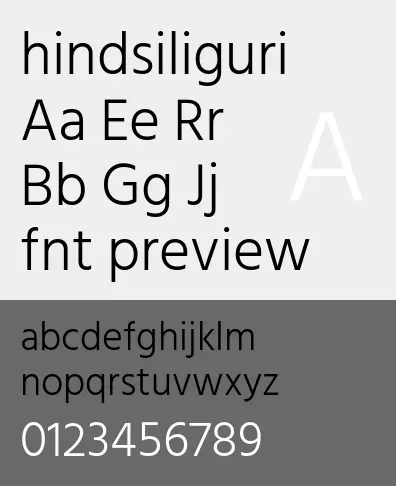 hindsiliguri
Aa Ee Rr
A
Bb Gg Jj
fnt preview
abcdefghijklm
nopqrstuvwxyz
0123456789